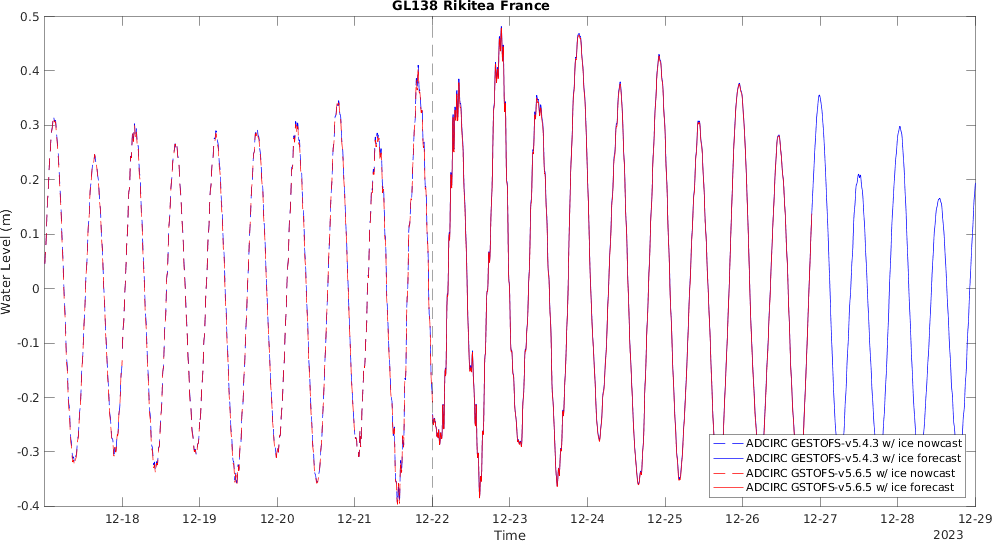 GL138 Rikitea France
0.5
0.4
0.3
0.2
0.1
0
-0.1
-0.2
-0.3
-0.4
Water Level (m)
ADCIRC GESTOFS-v5.4.3 w/ ice nowcast
ADCIRC GESTOFS-v5.4.3 w/ ice forecast
ADCIRC GSTOFS-v5.6.5 w/ ice nowcast
ADCIRC GSTOFS-v5.6.5 w/ ice forecast
12-18 12-19 12-20 12-21 12-22 12-23 12-24 12-25 12-26 12-27 12-28 12-29
Time
2023